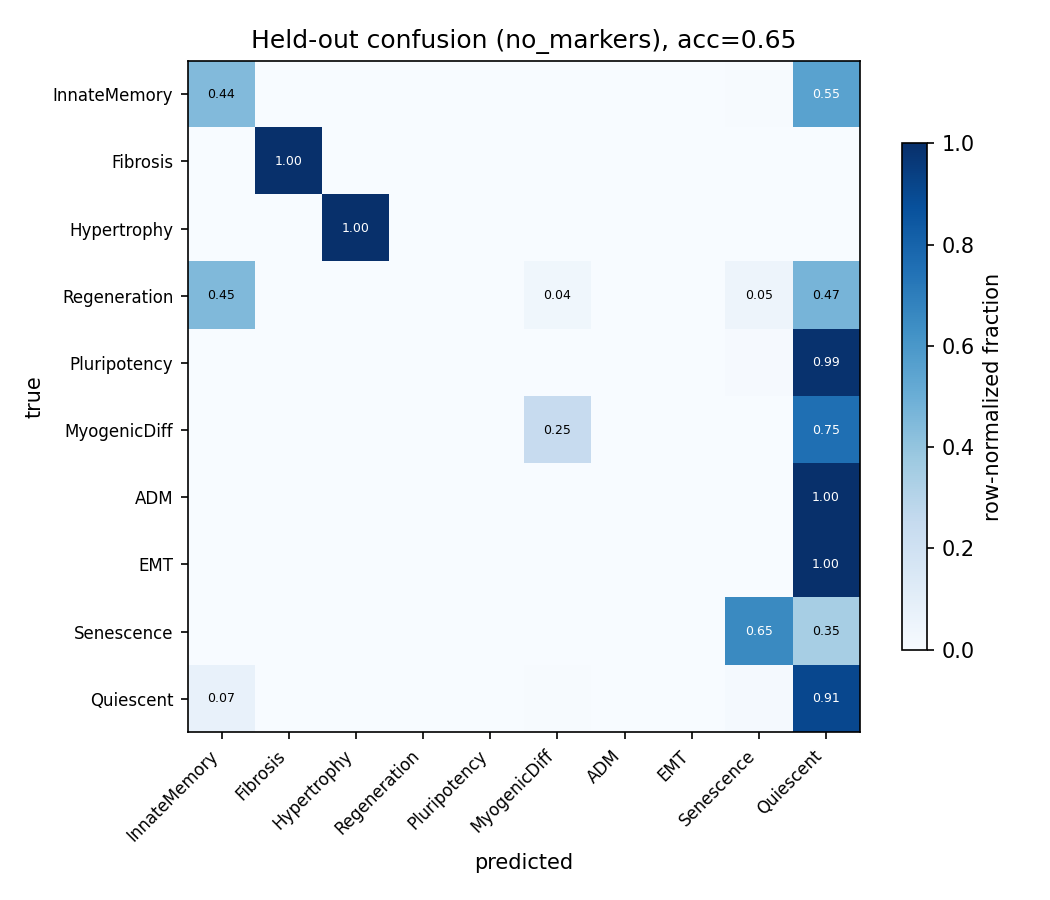 Held-out confusion (no_markers), acc=0.65
InnateMemory 0.44 0.55
Fibrosis 1.00
Hypertrophy 1.00
Regeneration 0.45 0.04 0.05 0.47
Pluripotency 0.99
MyogenicDiff 0.25 0.75
ADM 1.00
EMT 1.00
Senescence 0.65 0.35
Quiescent 0.07 0.91
true
InnateMemory
Fibrosis
Hypertrophy
Regeneration
Pluripotency
MyogenicDiff
ADM
EMT
Senescence
Quiescent
predicted
1.0
0.8
0.6
0.4
0.2
0.0
row-normalized fraction